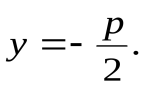 y = - p/2.